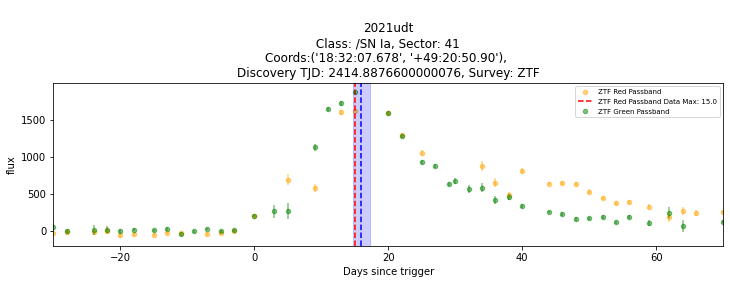 2021udt
Class: /SN Ia, Sector: 41
Coords:('18:32:07.678', '+49:20:50.90'),
Discovery TJD: 2414.8876600000076, Survey: ZTF
ZTF Red Passband
ZTF Red Passband Data Max: 15.0
ZTF Green Passband
1500
1000
500
0
flux
−20
0
20
40
60
Days since trigger